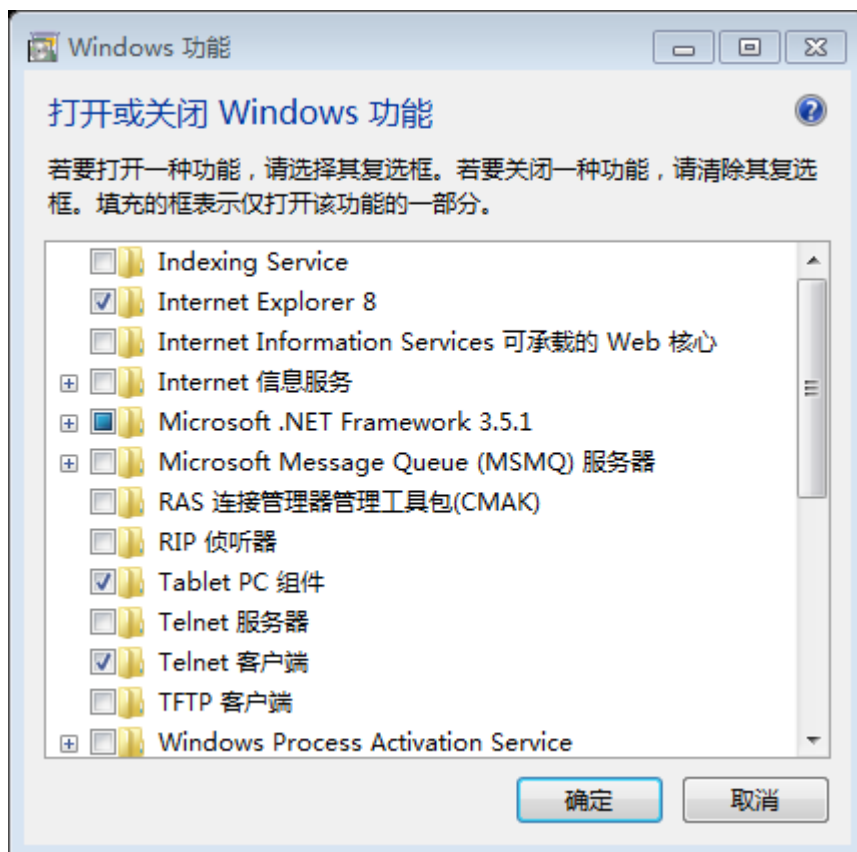 Windows 功能
打开或关闭 Windows 功能
若要打开一种功能，请选择其复选框。若要关闭一种功能，请清除其复选
框。填充的框表示仅打开该功能的一部分。
Indexing Service
Internet Explorer 8
Internet Information Services 可承载的 Web 核心
Internet 信息服务
Microsoft .NET Framework 3.5.1
Microsoft Message Queue (MSMQ) 服务器
RAS 连接管理器管理工具包(CMAK)
RIP 侦听器
Tablet PC 组件
Telnet 服务器
Telnet 客户端
TFTP 客户端
Windows Process Activation Service
确定 取消